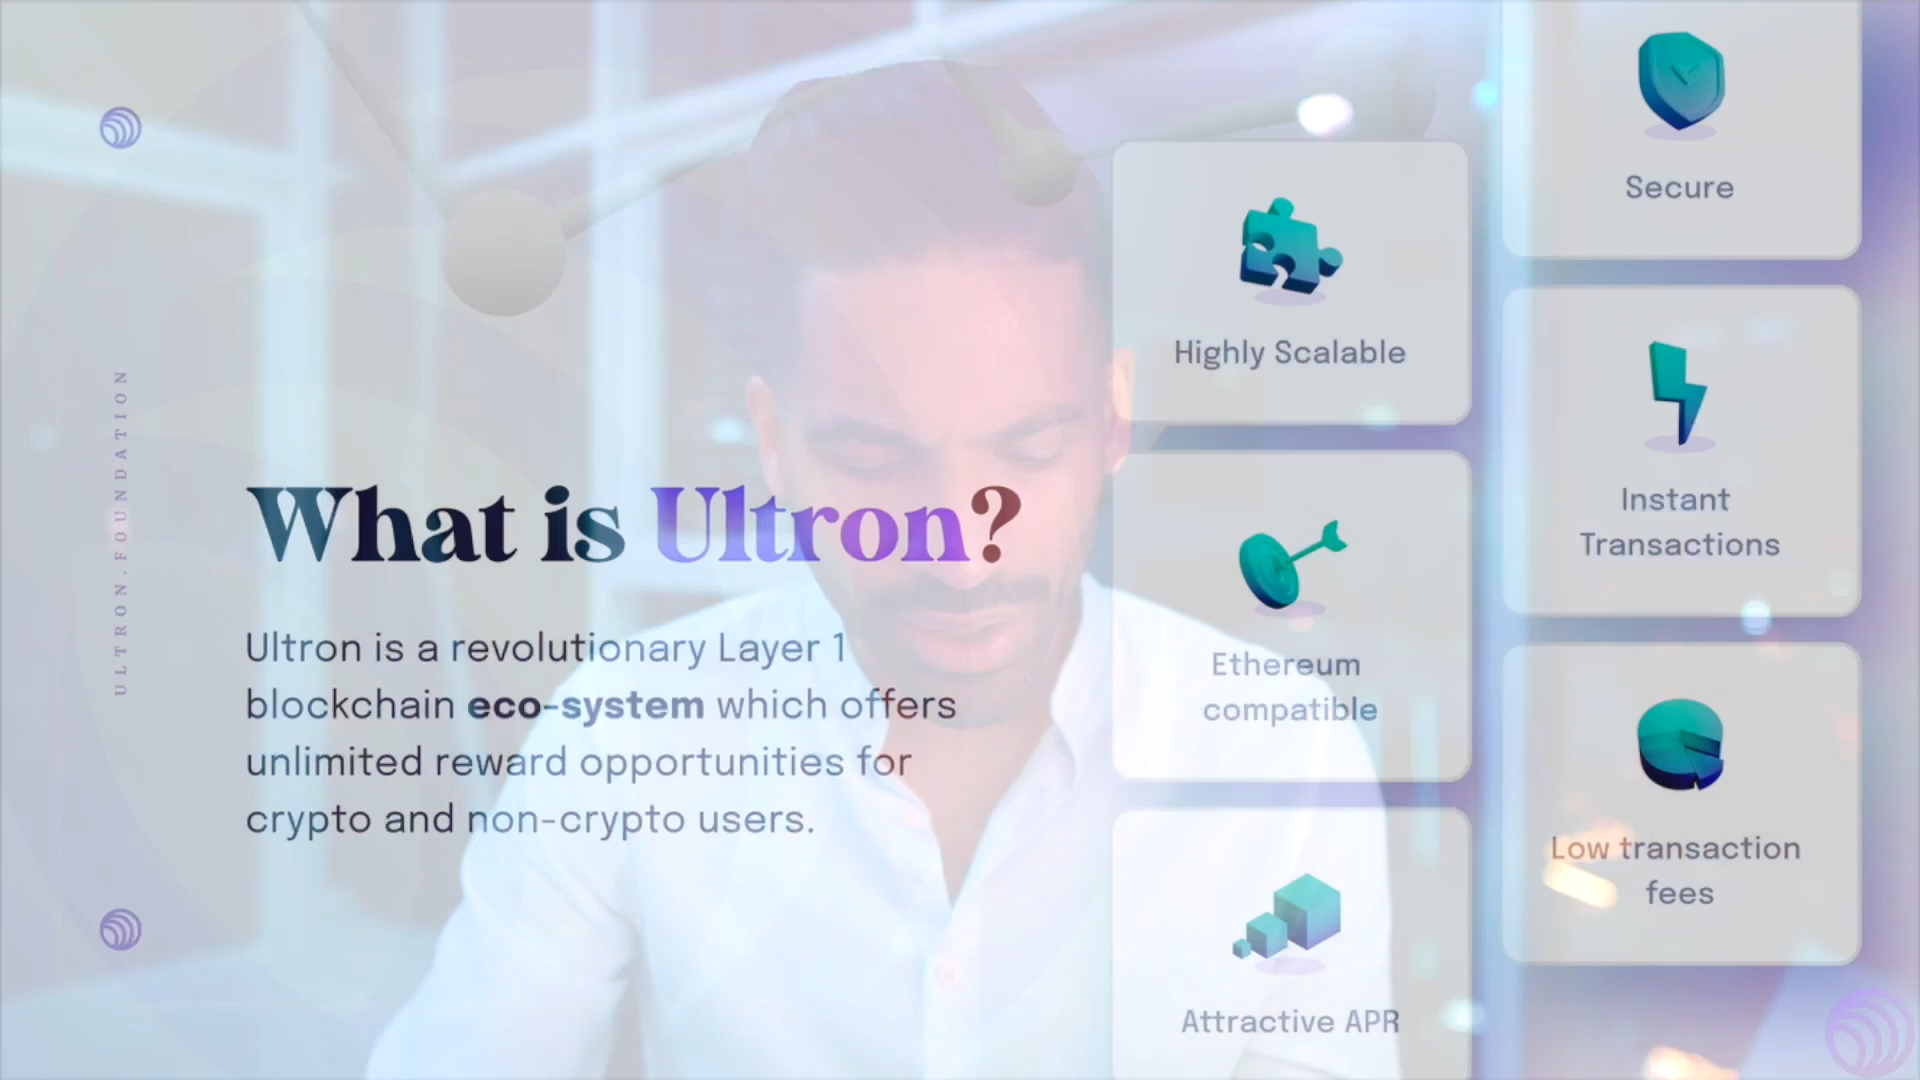 ULTRON.FOUNDATION
What is Ultron?
Ultron is a revolutionary Layer 1
blockchain eco-system which offers
unlimited reward opportunities for
crypto and non-crypto users.
Highly Scalable
Ethereum
compatible
Attractive APR
Secure
Instant
Transactions
Low transaction
fees